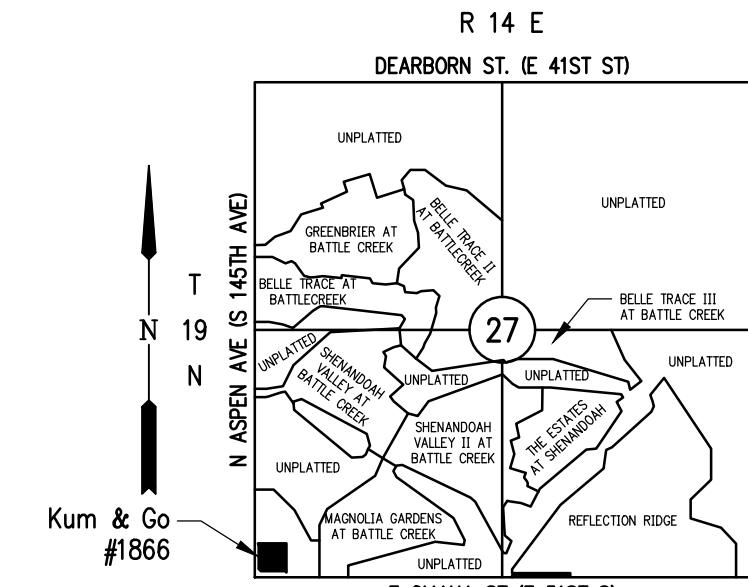 R 14 E
DEARBORN ST. (E 41ST ST)
UNPLATTED
UNPLATTED
GREENBRIER AT
BATTLE CREEK
BELLE TRACE II
AT BATTLECREEK
N ASPEN AVE (S 145TH AVE)
T
19
N
N
BELLE TRACE AT
BATTLECREEK
BELLE TRACE III
AT BATTLE CREEK
27
UNPLATTED
SHENANDOAH
VALLEY AT
BATTLE CREEK
UNPLATTED
UNPLATTED
UNPLATTED
THE ESTATES
AT SHENANDOAH
SHENANDOAH
VALLEY II AT
BATTLE CREEK
UNPLATTED
Kum & Go
#1866
MAGNOLIA GARDENS
AT BATTLE CREEK
REFLECTION RIDGE
UNPLATTED